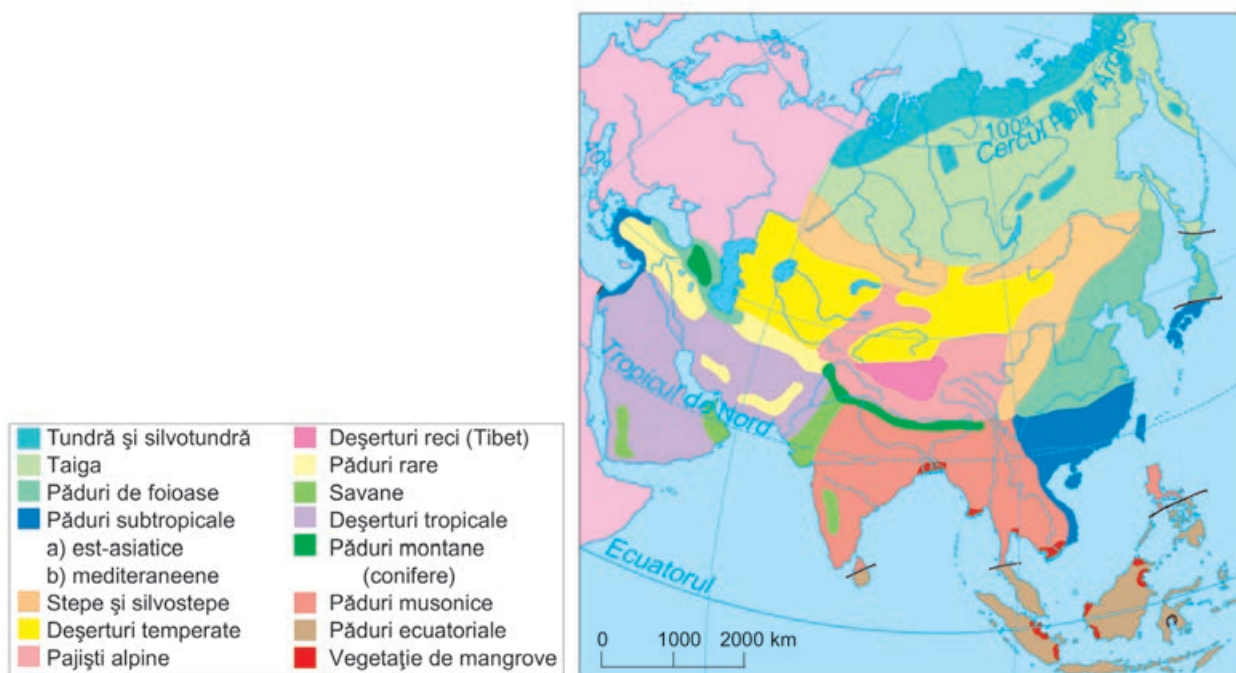 20°
40°
100°
Cercul Polar Arctic
Tropicul de Nord
Ecuatorul
0 1000 2000 km
Tundră şi silvotundră
Taiga
Păduri de foioase
Păduri subtropicale
a) est-asiatice
b) mediteraneene
Stepe şi silvostepe
Deşerturi temperate
Pajişti alpine
Deşerturi reci (Tibet)
Păduri rare
Savane
Deşerturi tropicale
Păduri montane
(conifere)
Păduri musonice
Păduri ecuatoriale
Vegetaţie de mangrove